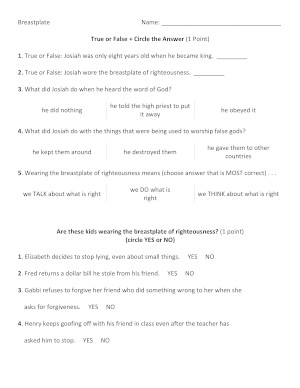 Breastplate Name: ___________________________________
True or False + Circle the Answer (1 Point)
1. True or False: Josiah was only eight years old when he became king. _________
2. True or False: Josiah wore the breastplate of righteousness. _________
3. What did Josiah do when he heard the word of God?
he did nothing he told the high priest to put it away he obeyed it
4. What did Josiah do with the things that were being used to worship false gods?
he kept them around he destroyed them he gave them to other countries
5. Wearing the breastplate of righteousness means (choose answer that is MOST correct) . . .
we TALK about what is right we DO what is right we THINK about what is right
Are these kids wearing the breastplate of righteousness? (1 point)
(circle YES or NO)
1. Elizabeth decides to stop lying, even about small things. YES NO
2. Fred returns a dollar bill he stole from his friend. YES NO
3. Gabbi refuses to forgive her friend who did something wrong to her when she
asks for forgiveness. YES NO
4. Henry keeps goofing off with his friend in class even after the teacher has
asked him to stop. YES NO